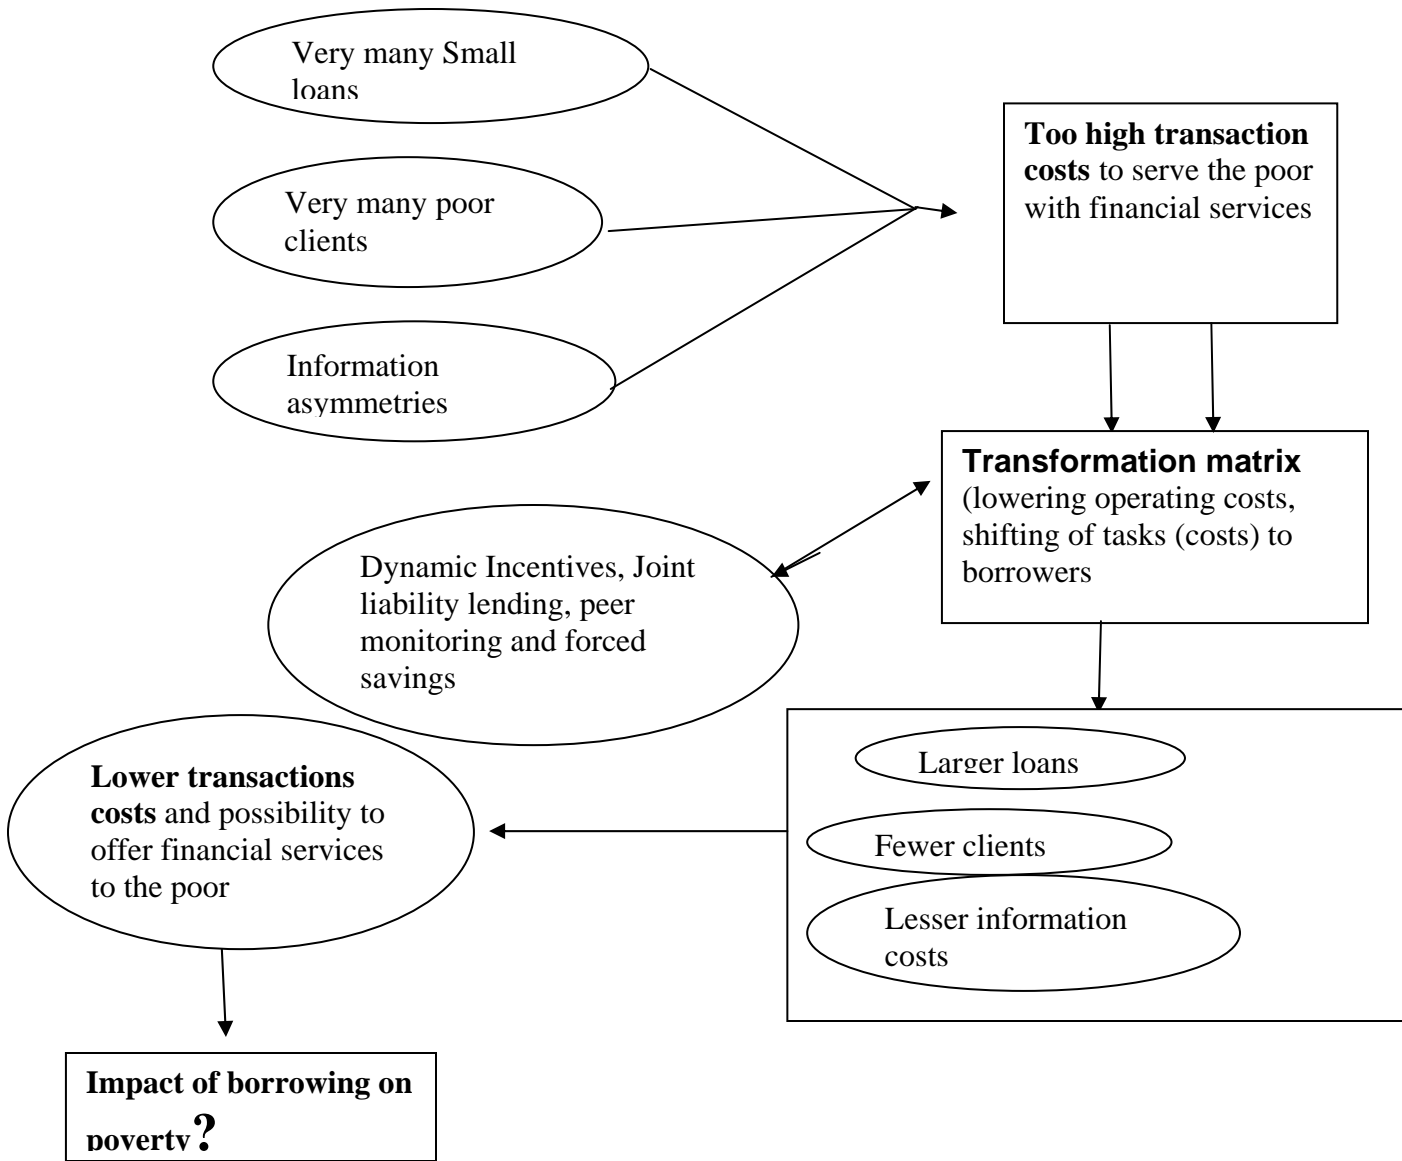 Very many Small
loans
Too high transaction
costs to serve the poor
with financial services
Very many poor
clients
Information
asymmetries
Transformation matrix
(lowering operating costs,
shifting of tasks (costs) to
borrowers
Dynamic Incentives, Joint
liability lending, peer
monitoring and forced
savings
Larger loans
Fewer clients
Lesser information
costs
Lower transactions
costs and possibility to
offer financial services
to the poor
Impact of borrowing on
poverty?